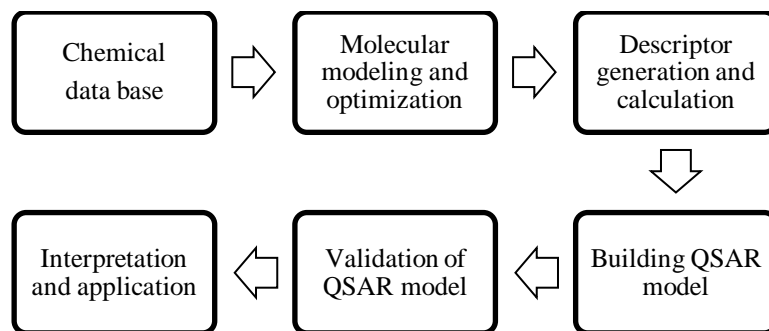 Chemical
data base
Molecular
modeling and
optimization
Descriptor
generation and
calculation
Building QSAR
model
Validation of
QSAR model
Interpretation
and application